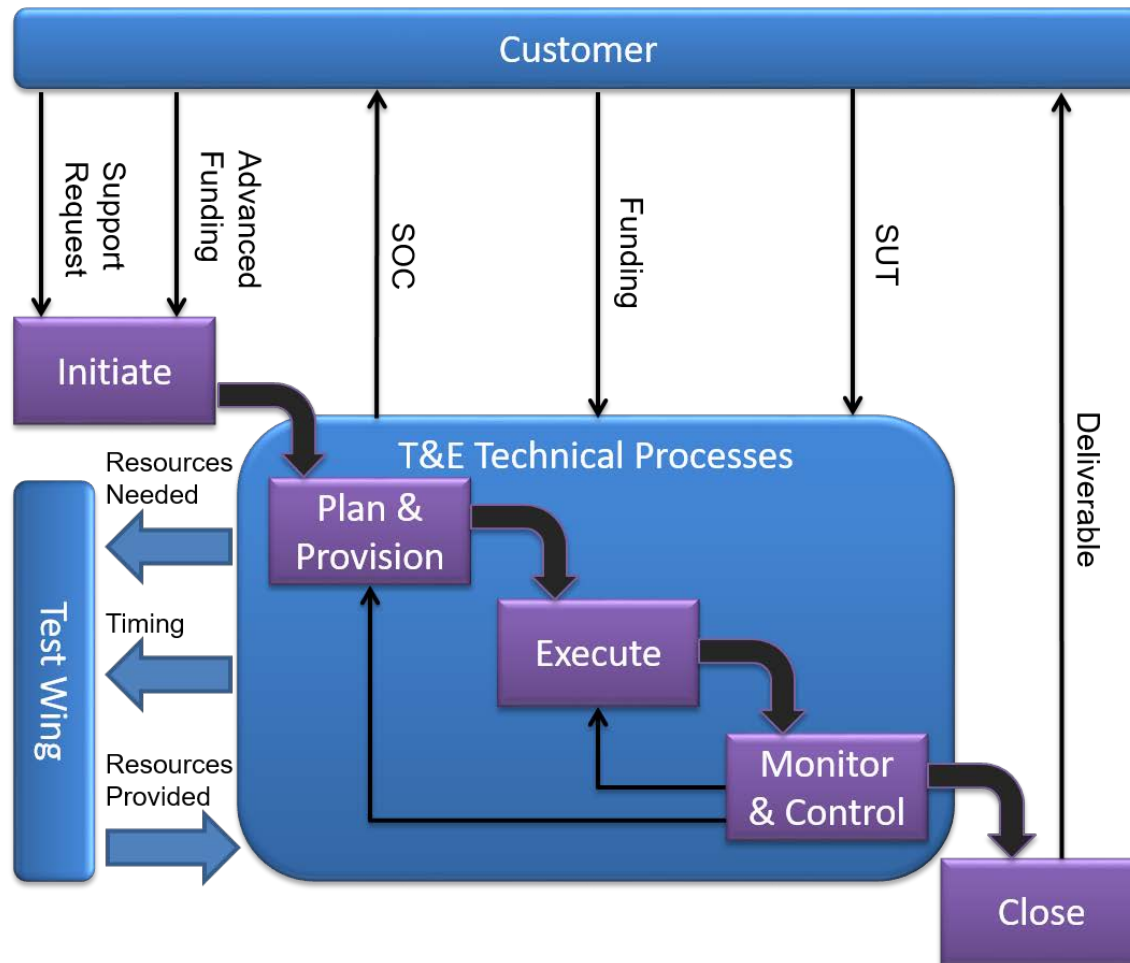 Customer
Support
Request
Advanced
Funding
SOC
Funding
SUT
Deliverable
Initiate
T&E Technical Processes
Resources
Needed
Plan &
Provision
Timing
Test Wing
Execute
Resources
Provided
Monitor
& Control
Close